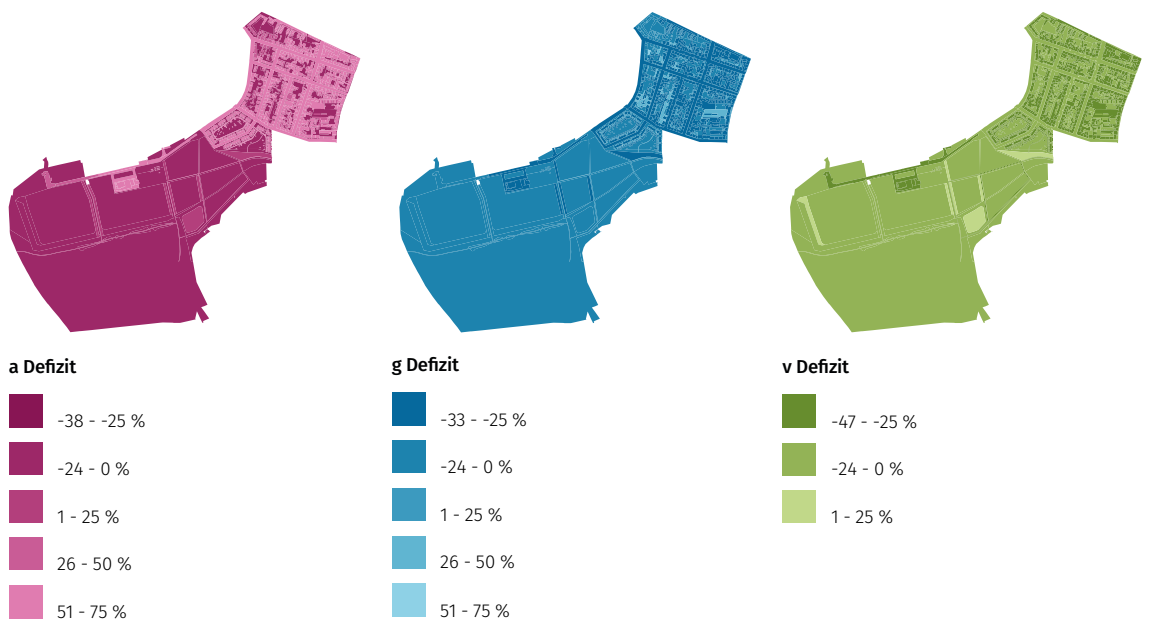 a Defizit
-38 - -25 %
-24 - 0 %
1 - 25 %
26 - 50 %
51 - 75 %
g Defizit
-33 - -25 %
-24 - 0 %
1 - 25 %
26 - 50 %
51 - 75 %
v Defizit
-47 - -25 %
-24 - 0 %
1 - 25 %